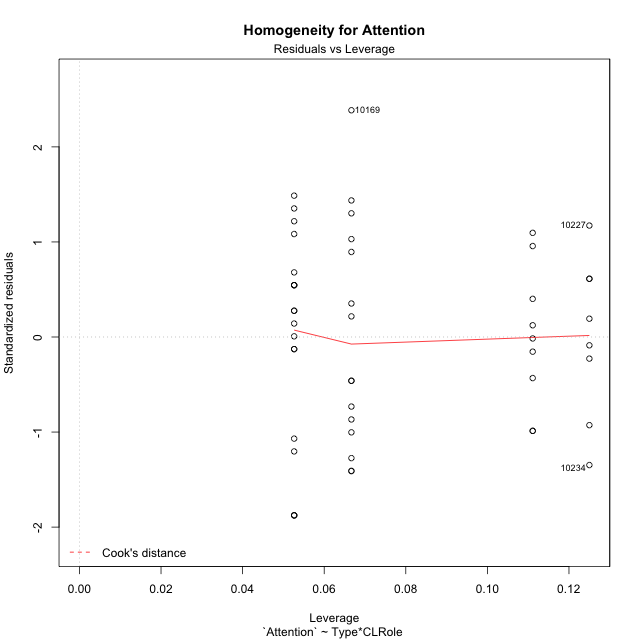 Homogeneity for Attention
Residuals vs Leverage
10169
10227
10234
2
1
0
-1
-2
Standardized residuals
Cook's distance
0.00 0.02 0.04 0.06 0.08 0.10 0.12
Leverage
`Attention` ~ Type*CLRole